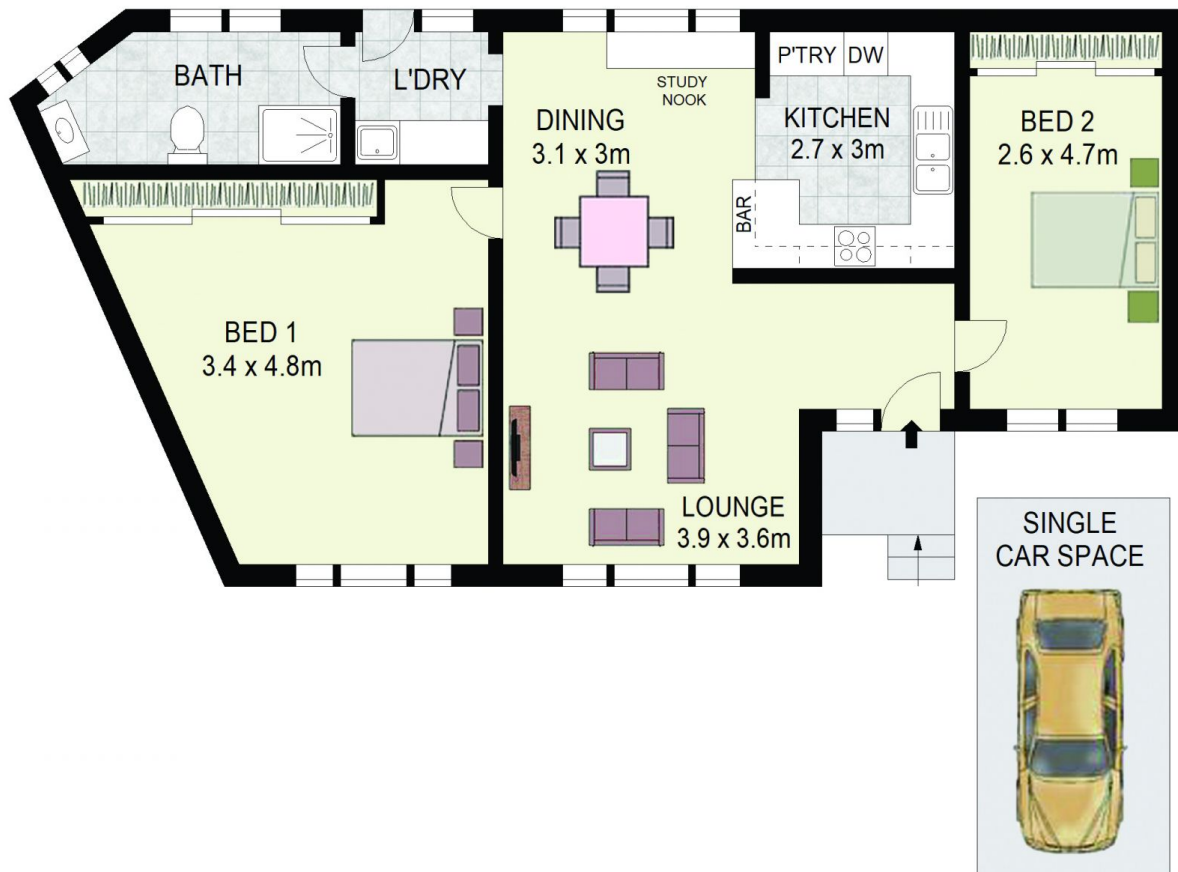 BATH
L'DRY
STUDY
NOOK
P'TRY
DW
DINING
3.1 x 3m
KITCHEN
2.7 x 3m
BED 2
2.6 x 4.7m
BAR
BED 1
3.4 x 4.8m
LOUNGE
3.9 x 3.6m
SINGLE
CAR SPACE